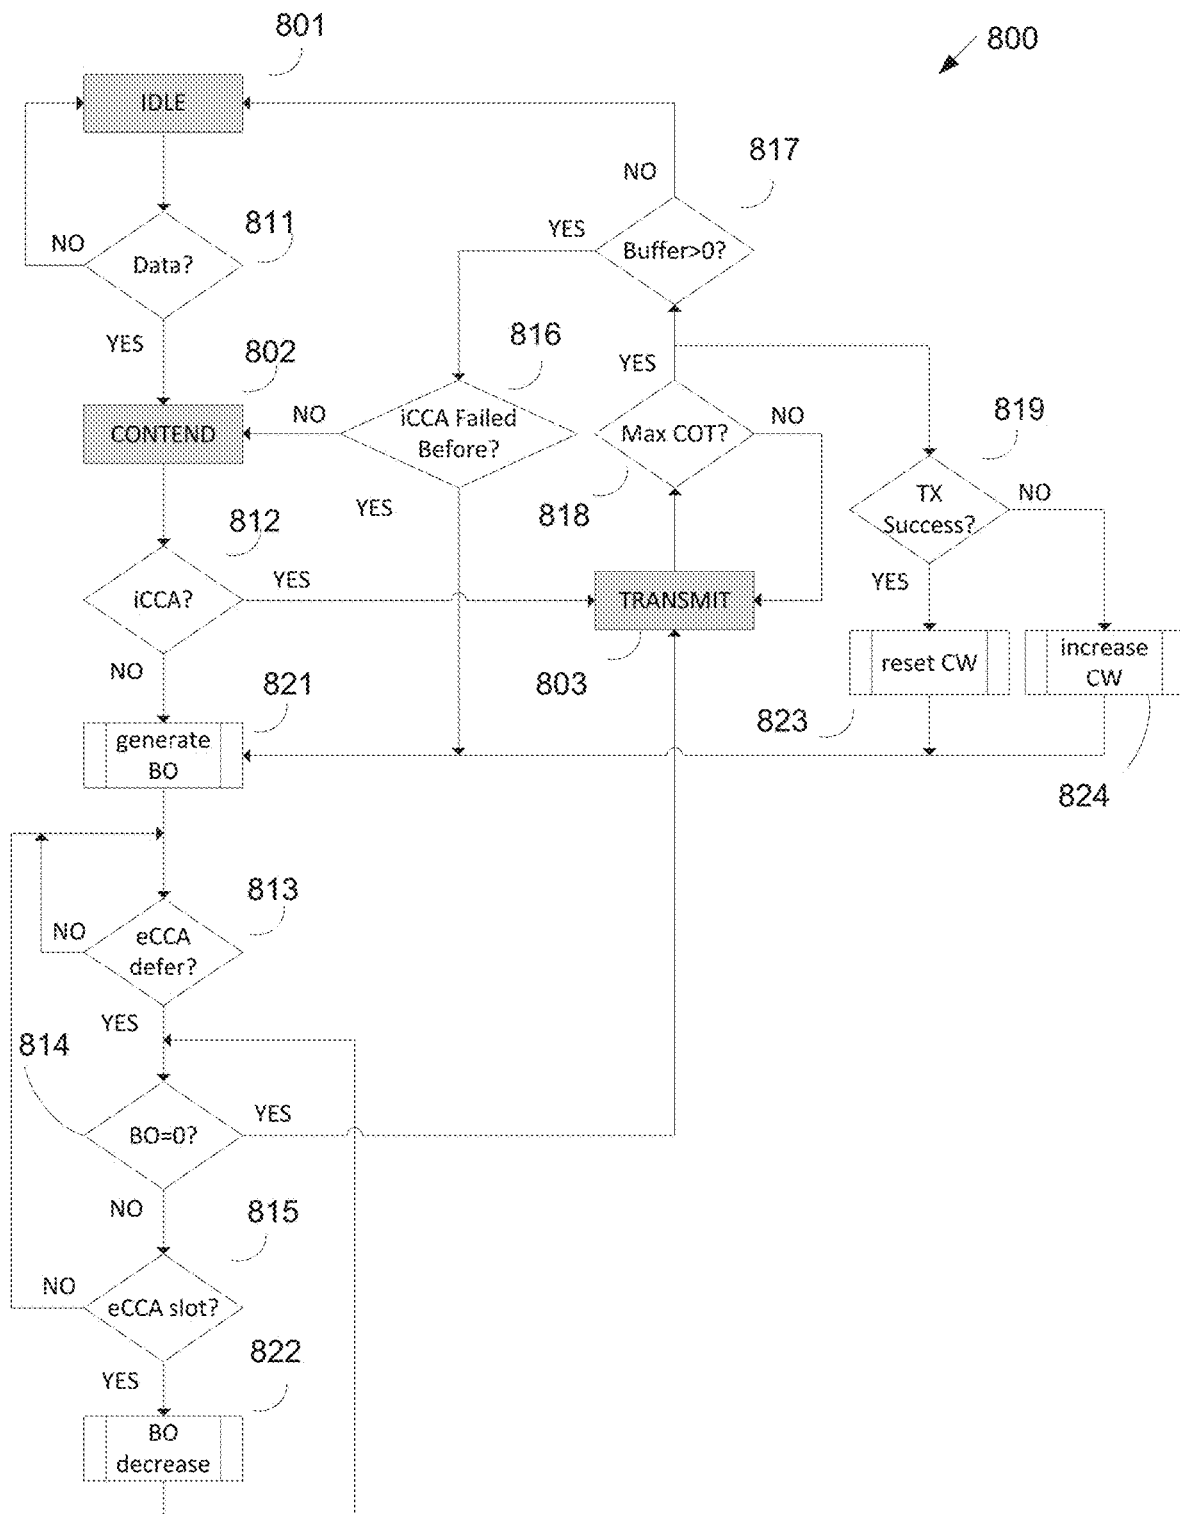 801
800
IDLE
817
NO
811
YES
NO
Data?
Buffer>0?
816
YES
802
YES
819
NO
iCCA Failed
Before?
Max COT?
NO
CONTEND
TX
Success?
NO
YES
818
812
YES
YES
iCCA?
TRANSMIT
reset CW
increase
CW
NO
821
803
823
generate
BO
824
813
NO
eCCA
defer?
YES
814
YES
BO=0?
NO
815
NO
eCCA slot?
822
YES
BO
decrease